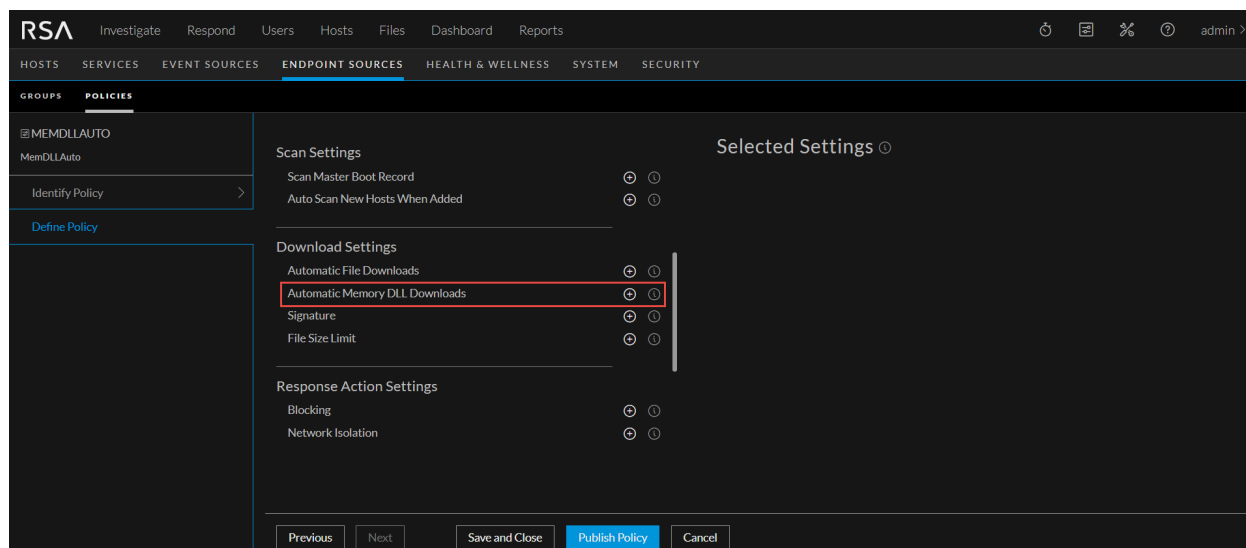 RSA Investigate Respond Users Hosts Files Dashboard Reports admin
HOSTS SERVICES EVENT SOURCES ENDPOINT SOURCES HEALTH & WELLNESS SYSTEM SECURITY
GROUPS POLICIES
MEMDLLAUTO
MemDLLAuto
Identify Policy
Define Policy
Scan Settings
Scan Master Boot Record
Auto Scan New Hosts When Added
Download Settings
Automatic File Downloads
Automatic Memory DLL Downloads
Signature
File Size Limit
Response Action Settings
Blocking
Network Isolation
Selected Settings
Previous Next Save and Close Publish Policy Cancel